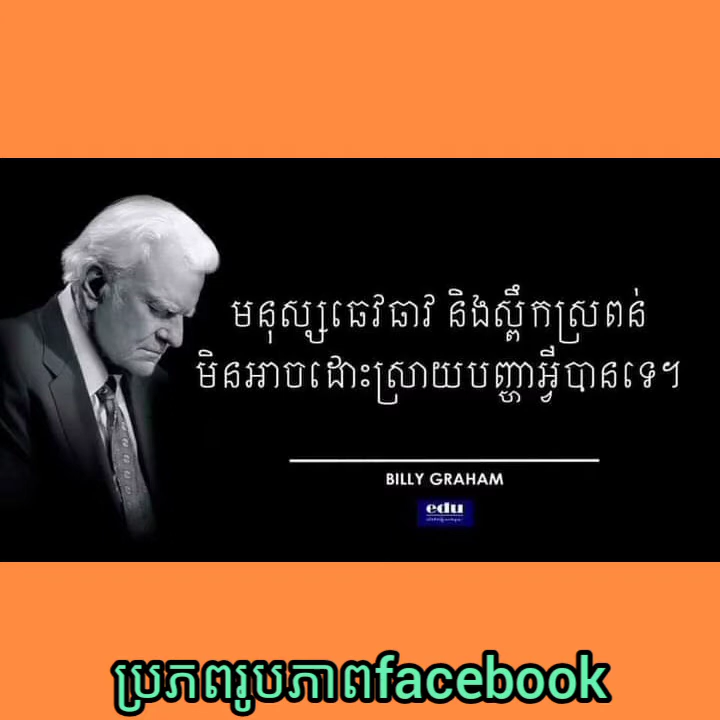 មនុស្សធេវធាវ និងស្ពឹកស្រពន់
មិនអាចដោះស្រាយបញ្ហាអ្វីបានទេ។
BILLY GRAHAM
edu
ប្រភពរូបភាពfacebook